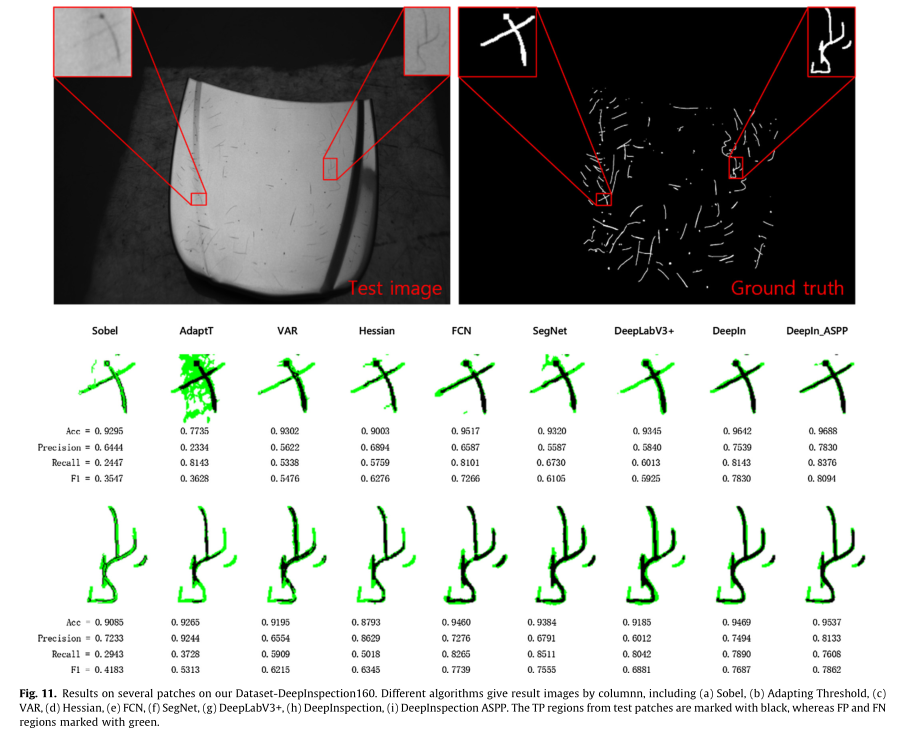 Test image
Ground truth
Sobel AdaptT VAR Hessian FCN SegNet DeepLabV3+ DeepIn DeepIn_ASPP
Acc = 0.9295 0.7735 0.9302 0.9003 0.9517 0.9320 0.9345 0.9642 0.9688
Precision = 0.6444 0.2334 0.5622 0.6894 0.6587 0.5587 0.5840 0.7539 0.7830
Recall = 0.2447 0.8143 0.5338 0.5759 0.8101 0.6730 0.6013 0.8143 0.8376
F1 = 0.3547 0.3628 0.5476 0.6276 0.7266 0.6105 0.5925 0.7830 0.8094
Acc = 0.9085 0.9265 0.9195 0.8793 0.9460 0.9384 0.9185 0.9469 0.9537
Precision = 0.7233 0.9244 0.6554 0.8629 0.7276 0.6791 0.6012 0.7494 0.8133
Recall = 0.2943 0.3728 0.5909 0.5018 0.8265 0.8511 0.8042 0.7890 0.7608
F1 = 0.4183 0.5313 0.6215 0.6345 0.7739 0.7555 0.6881 0.7687 0.7862
Fig. 11. Results on several patches on our Dataset-DeepInspection160. Different algorithms give result images by columnn, including (a) Sobel, (b) Adapting Threshold, (c)
VAR, (d) Hessian, (e) FCN, (f) SegNet, (g) DeepLabV3+, (h) DeepInspection, (i) DeepInspection ASPP. The TP regions from test patches are marked with black, whereas FP and FN
regions marked with green.